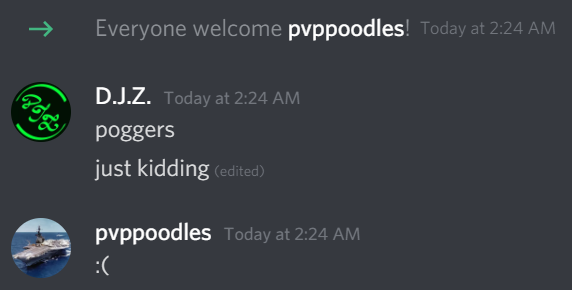 Everyone welcome pvppoodles! Today at 2:24 AM
DJZ
D.J.Z. Today at 2:24 AM
poggers
just kidding (edited)
pvppoodles Today at 2:24 AM
:(